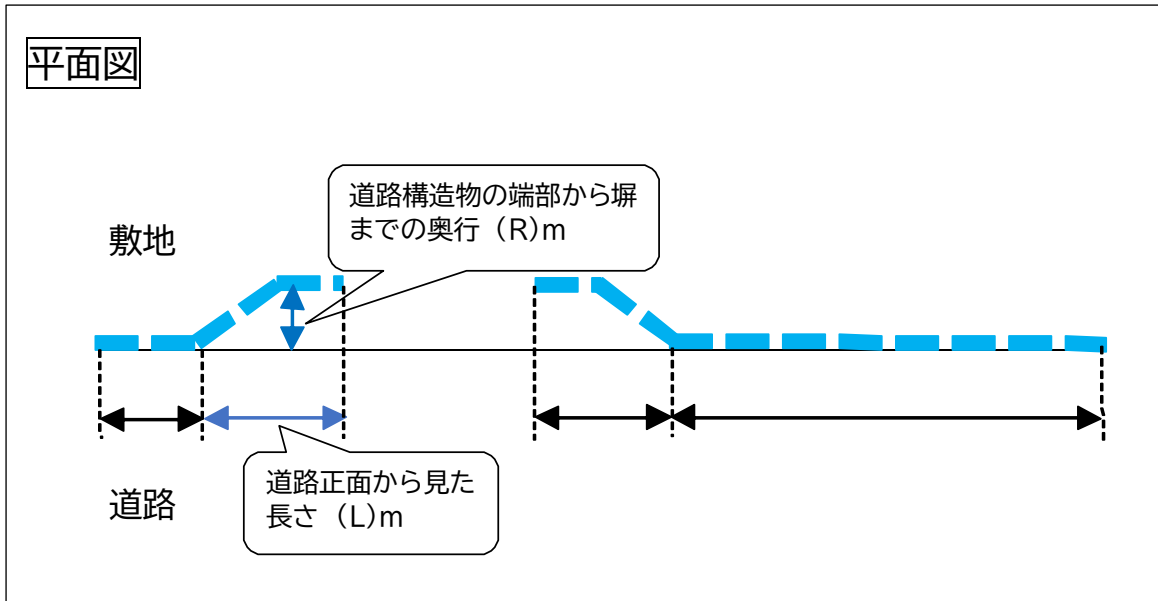 平面図
道路構造物の端部から塀
までの奥行（R)m
敷地
道路正面から見た
長さ（L)m
道路